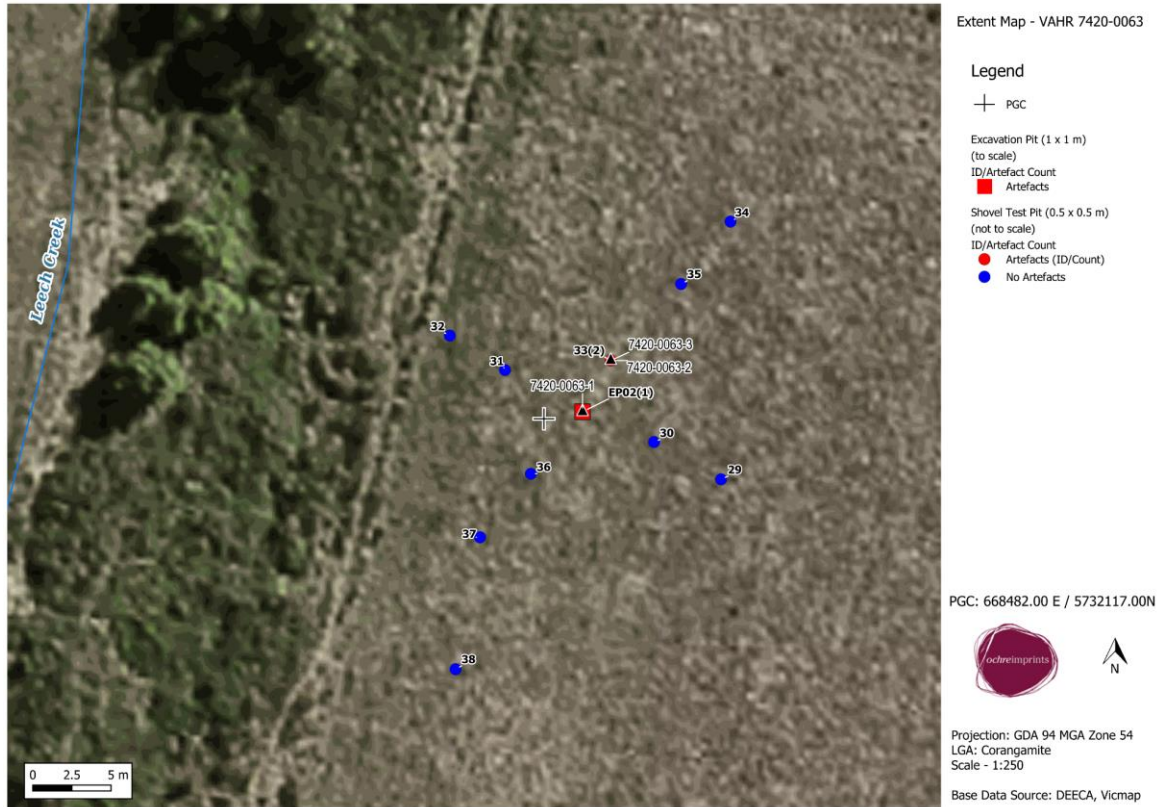 Extent Map - VAHR 7420-0063
Legend
PGC
Excavation Pit (1 x 1 m)
(to scale)
ID/Artefact Count
Artefacts
Shovel Test Pit (0.5 x 0.5 m)
(not to scale)
ID/Artefact Count
Artefacts (ID/Count)
No Artefacts
Leech Creek
34
35
32
33(2)
7420-0063-3
7420-0063-2
31
7420-0063-1
EP02(1)
30
36
29
37
38
0 2.5 5 m
PGC: 668482.00 E / 5732117.00N
ochreimprints
N
Projection: GDA 94 MGA Zone 54
LGA: Corangamite
Scale - 1:250
Base Data Source: DEECA, Vicmap